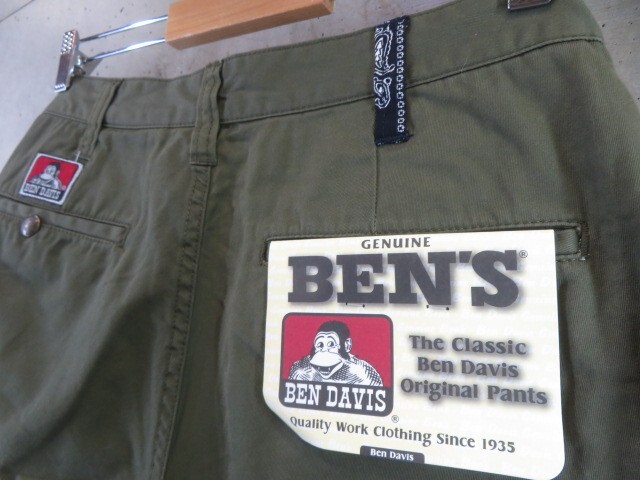 BEN DAVIS
GENUINE
BEN'S®
The Classic
Ben Davis
Original Pants
BEN DAVIS®
Quality Work Clothing Since 1935
Ben Davis